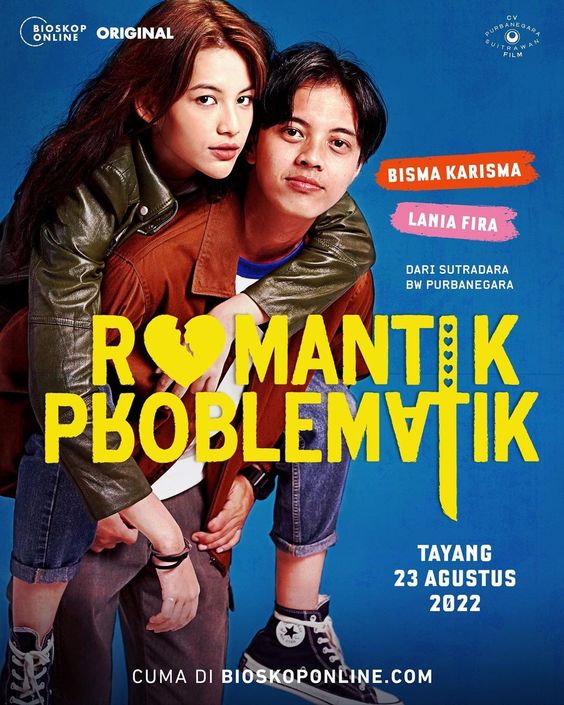 BIOSKOP
ONLINE
ORIGINAL
CV
PURBANEGARA
SUITRAWAN
FILM
BISMA KARISMA
LANIA FIRA
DARI SUTRADARA
BW PURBANEGARA
ROMANTIK
PROBLEMATIK
TAYANG
23 AGUSTUS
2022
CUMA DI BIOSKOPONLINE.COM